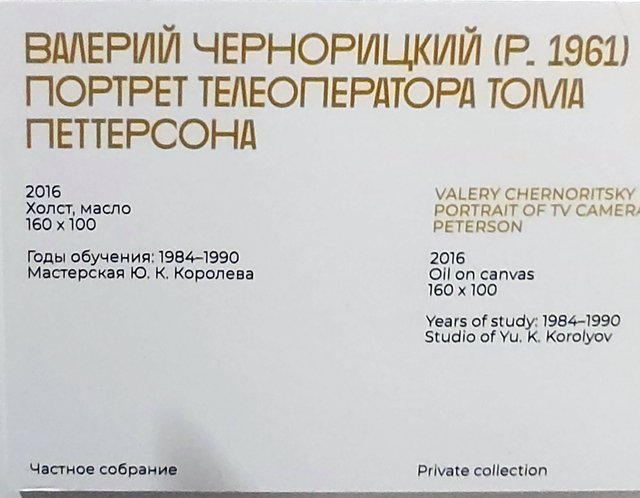 ВАЛЕРИЙ ЧЕРНОРИЦКИЙ (Р. 1961)
ПОРТРЕТ ТЕЛЕОПЕРАТОРА ТОМА
ПЕТТЕРСОНА
2016
Холст, масло
160 x 100
Годы обучения: 1984–1990
Мастерская Ю. К. Королева
Частное собрание
VALERY CHERNORITSKY
PORTRAIT OF TV
PETERSON
2016
Oil on canvas
160 x 100
Years of study: 1984–1990
Studio of Yu. K. Korolyov
Private collection